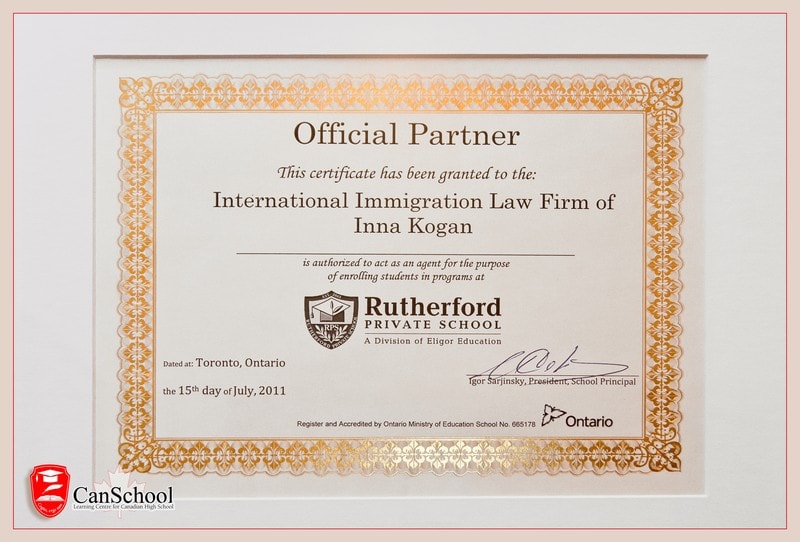 Official Partner
This certificate has been granted to the:
International Immigration Law Firm of
Inna Kogan
is authorized to act as an agent for the purpose
of enrolling students in programs at
RPS
Rutherford
PRIVATE SCHOOL
A Division of Eligor Education
Dated at: Toronto, Ontario
the 15th day of July, 2011
Igor Sarjinsky, President, School Principal
Register and Accredited by Ontario Ministry of Education School No. 665178
Ontario
CanSchool
Learning Centre for Canadian High School